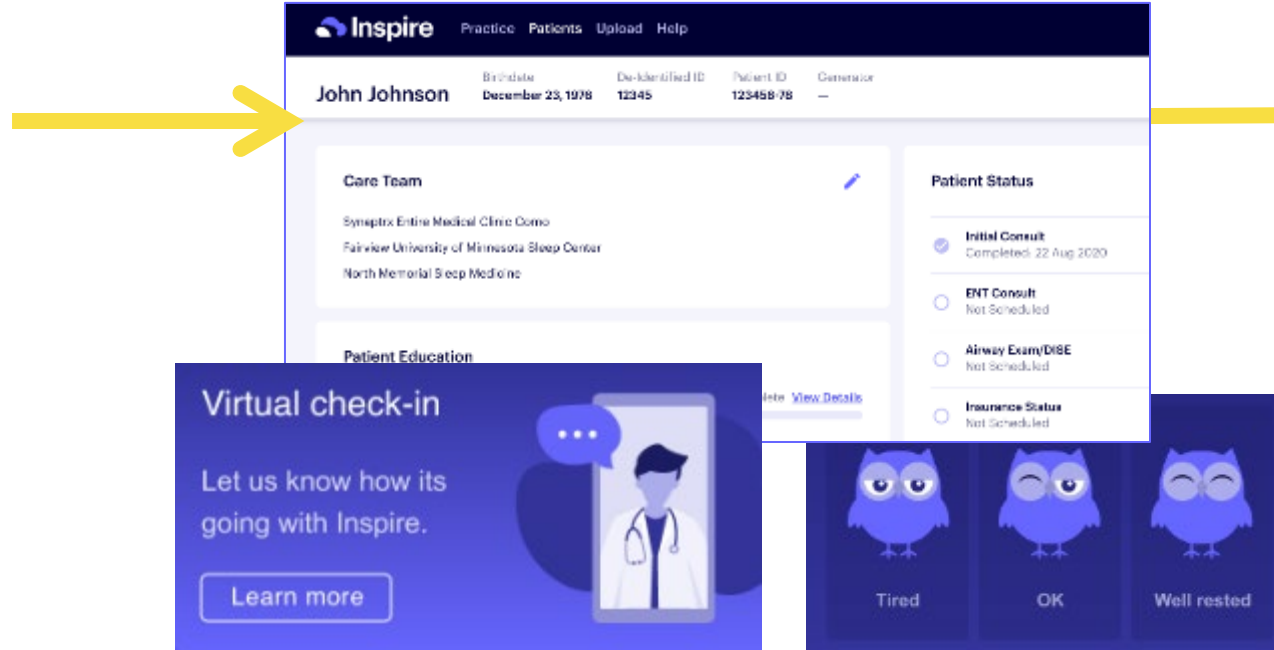 Inspire Practice Patients Upload Help
John Johnson
Birthdate De-Identified ID Patient ID Generator
December 23, 1978 12345 123458-78 —
Care Team
Synaptrx Entire Medical Clinic Como
Fairview University of Minnesota Sleep Center
North Memorial Sleep Medicine
Patient Education
View Details
Patient Status
Initial Consult
Completed: 22 Aug 2020
ENT Consult
Not Scheduled
Airway Exam/DISE
Not Scheduled
Insurance Status
Not Scheduled
Virtual check-in
Let us know how its
going with Inspire.
Learn more
Tired
OK
Well rested